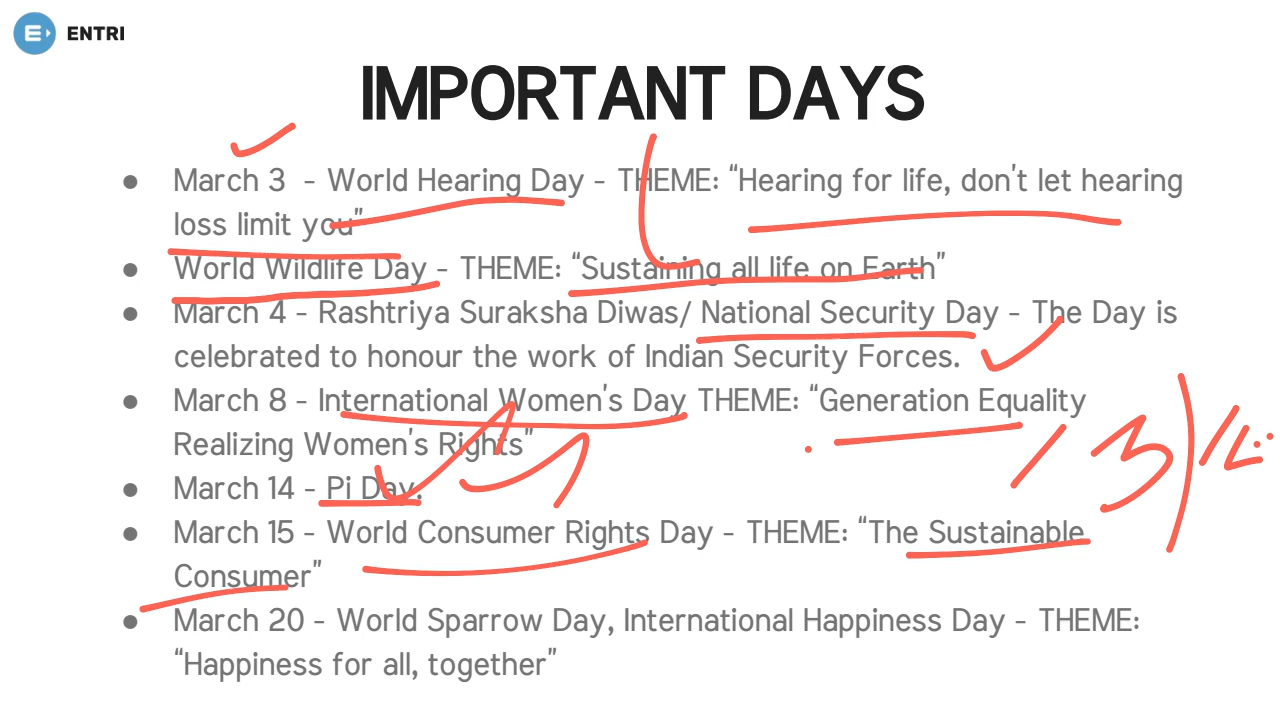 ENTRI
IMPORTANT DAYS
• March 3 - World Hearing Day - THEME: “Hearing for life, don't let hearing
loss limit you”
• World Wildlife Day - THEME: “Sustaining all life on Earth”
• March 4 - Rashtriya Suraksha Diwas/ National Security Day - The Day is
celebrated to honour the work of Indian Security Forces.
• March 8 - International Women's Day THEME: “Generation Equality
Realizing Women's Rights”
• March 14 - Pi Day.
• March 15 - World Consumer Rights Day - THEME: “The Sustainable
Consumer”
• March 20 - World Sparrow Day, International Happiness Day - THEME:
“Happiness for all, together”